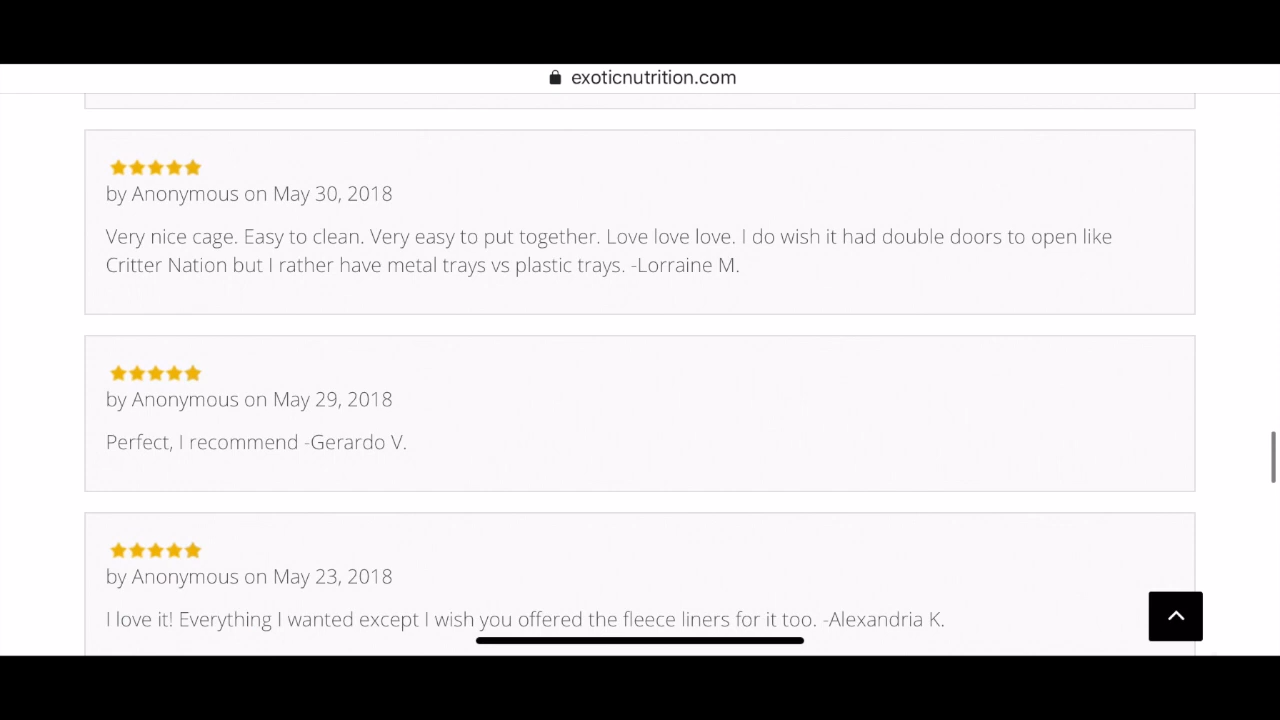 exoticnutrition.com
by Anonymous on May 30, 2018
Very nice cage. Easy to clean. Very easy to put together. Love love love. I do wish it had double doors to open like
Critter Nation but I rather have metal trays vs plastic trays. -Lorraine M.
by Anonymous on May 29, 2018
Perfect, I recommend -Gerardo V.
by Anonymous on May 23, 2018
I love it! Everything I wanted except I wish you offered the fleece liners for it too. -Alexandria K.